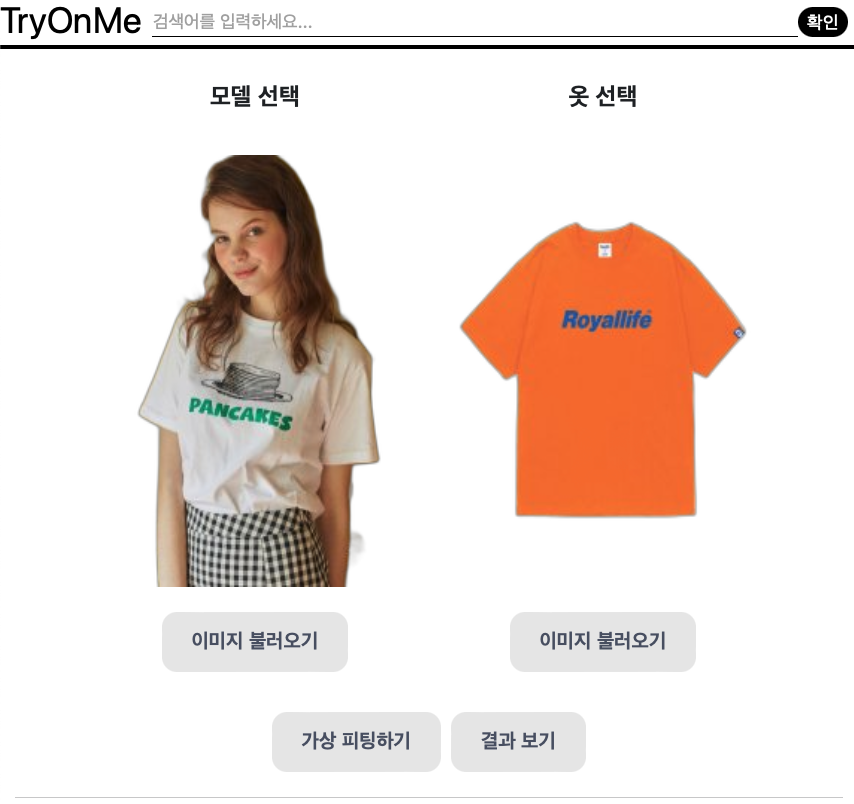 TryOnMe 검색어를 입력하세요... 확인
모델 선택 옷 선택
PANCAKES
Royallife
이미지 불러오기 이미지 불러오기
가상 피팅하기 결과 보기